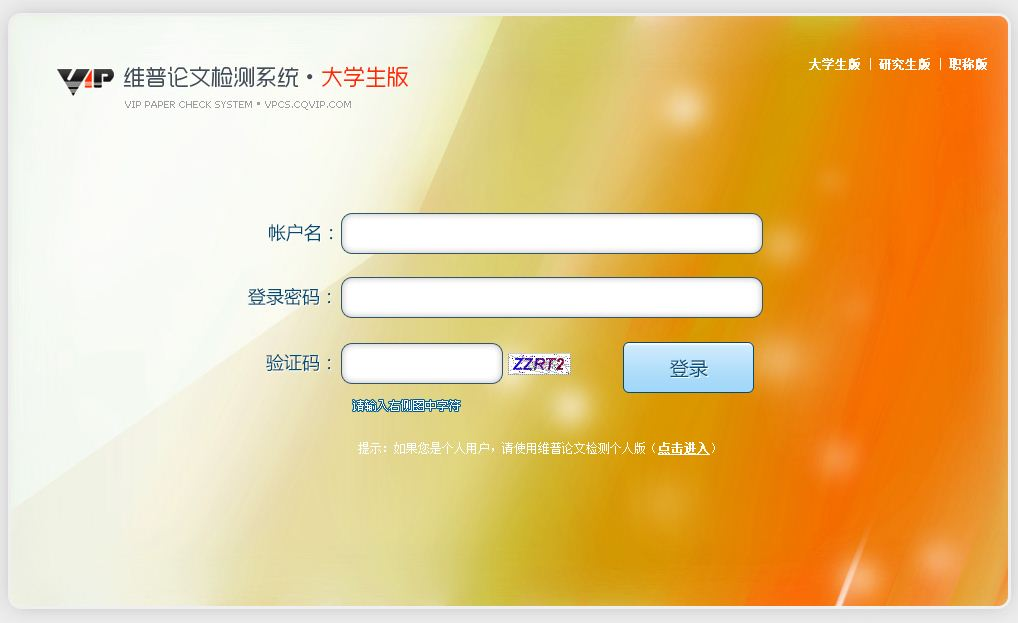 VIP 维普论文检测系统·大学生版
VIP PAPER CHECK SYSTEM • VPCS.CQVIP.COM
大学生版 | 研究生版 | 职称版
帐户名：
登录密码：
验证码： ZZRT2 登录
请输入右侧图中字符
提示：如果您是个人用户，请使用维普论文检测个人版（点击进入）